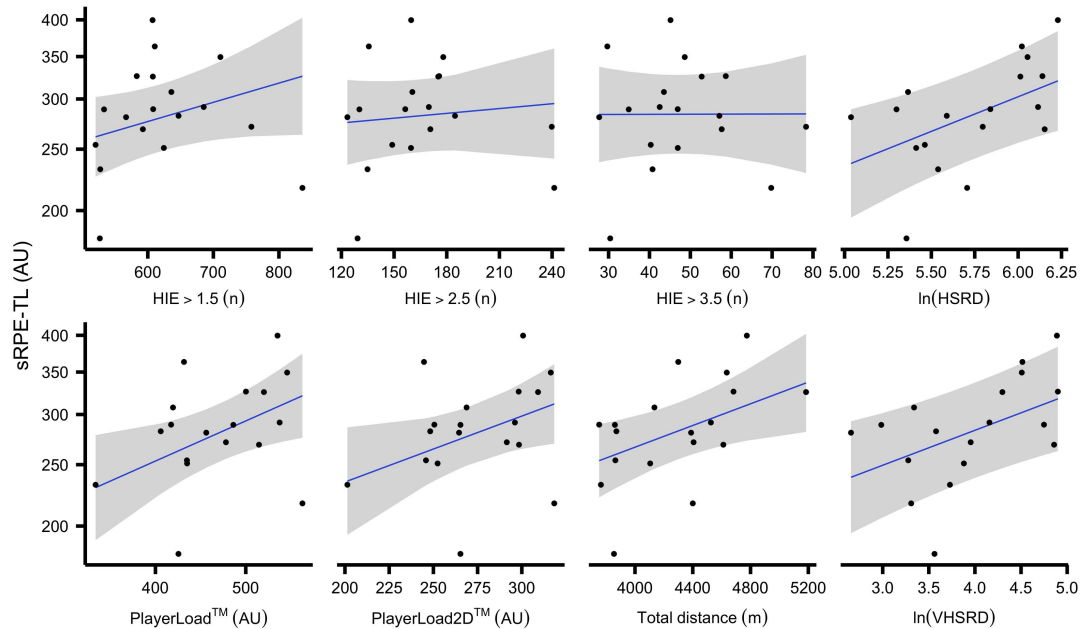 400
350
300
250
200
600 700 800
120 150 180 210 240
30 40 50 60 70 80
5.00 5.25 5.50 5.75 6.00 6.25
HIE > 1.5 (n)
HIE > 2.5 (n)
HIE > 3.5 (n)
ln(HSRD)
sRPE-TL (AU)
400
350
300
250
200
400 500
200 225 250 275 300
4000 4400 4800 5200
3.0 3.5 4.0 4.5 5.0
PlayerLoad™ (AU)
PlayerLoad2D™ (AU)
Total distance (m)
ln(VHSRD)